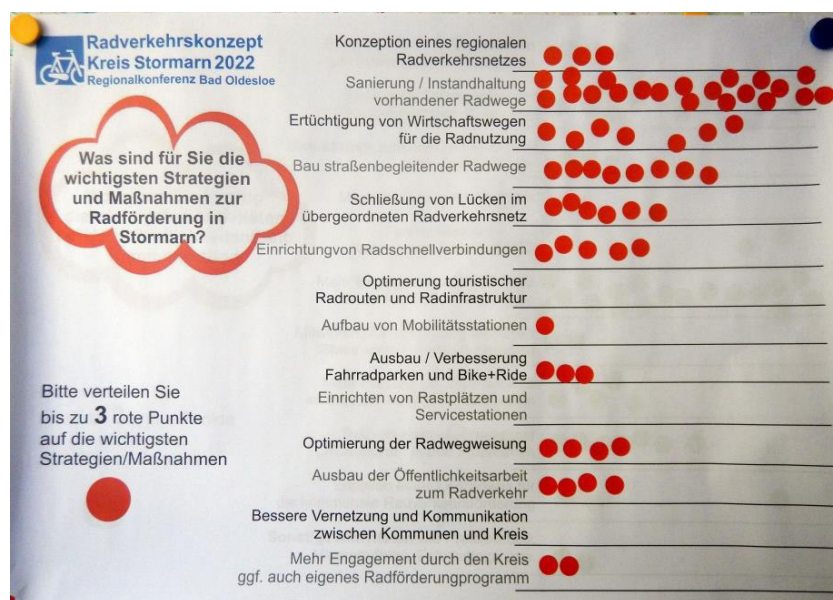 Radverkehrskonzept
Kreis Stormarn 2022
Regionalkonferenz Bad Oldesloe
Was sind für Sie die
wichtigsten Strategien
und Maßnahmen zur
Radförderung in
Stormarn?
Bitte verteilen Sie
bis zu 3 rote Punkte
auf die wichtigsten
Strategien/Maßnahmen
Konzeption eines regionalen
Radverkehrsnetzes
Sanierung / Instandhaltung
vorhandener Radwege
Ertüchtigung von Wirtschaftswegen
für die Radnutzung
Bau straßenbegleitender Radwege
Schließung von Lücken im
übergeordneten Radverkehrsnetz
Einrichtungvon Radschnellverbindungen
Optimerung touristischer
Radrouten und Radinfrastruktur
Aufbau von Mobilitätsstationen
Ausbau / Verbesserung
Fahrradparken und Bike+Ride
Einrichten von Rastplätzen und
Servicestationen
Optimierung der Radwegweisung
Ausbau der Öffentlichkeitsarbeit
zum Radverkehr
Bessere Vernetzung und Kommunikation
zwischen Kommunen und Kreis
Mehr Engagement durch den Kreis
ggf. auch eigenes Radförderungprogramm